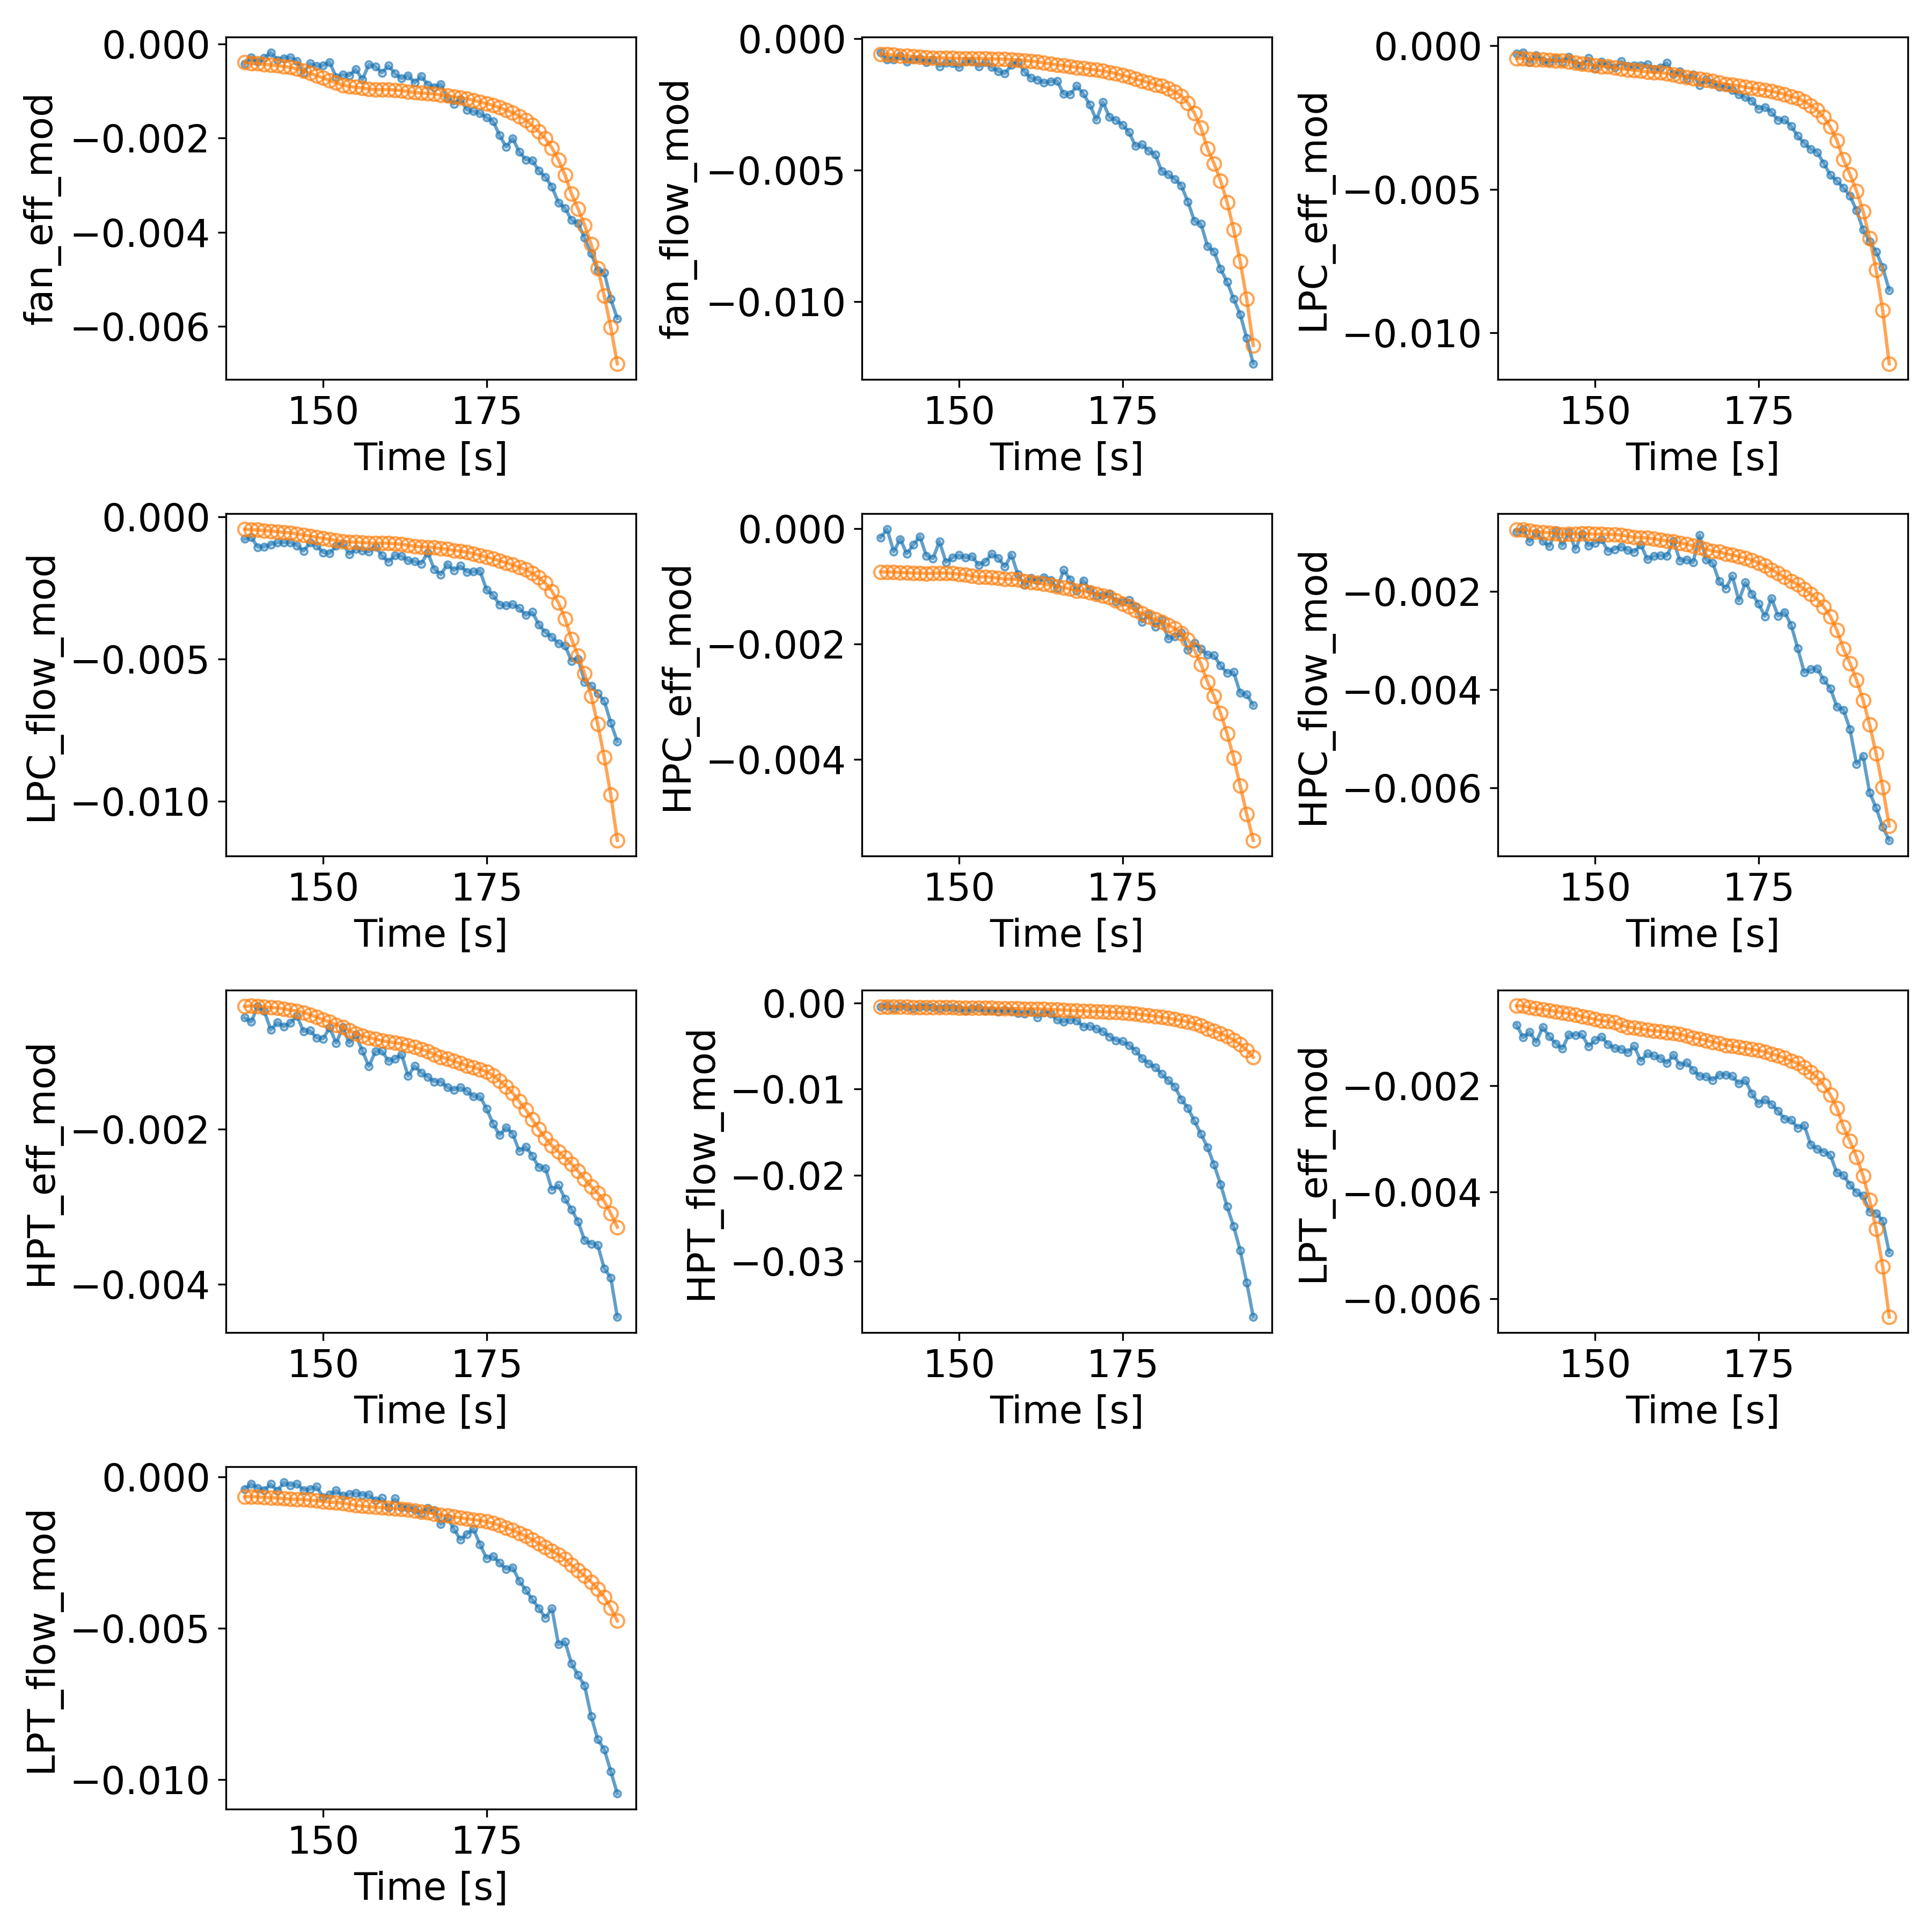 0.000
−0.002
−0.004
−0.006
fan_eff_mod
150 175
Time [s]
0.000
−0.005
−0.010
fan_flow_mod
150 175
Time [s]
0.000
−0.005
−0.010
LPC_eff_mod
150 175
Time [s]
0.000
−0.005
−0.010
LPC_flow_mod
150 175
Time [s]
0.000
−0.002
−0.004
HPC_eff_mod
150 175
Time [s]
−0.002
−0.004
−0.006
HPC_flow_mod
150 175
Time [s]
−0.002
−0.004
HPT_eff_mod
150 175
Time [s]
0.00
−0.01
−0.02
−0.03
HPT_flow_mod
150 175
Time [s]
−0.002
−0.004
−0.006
LPT_eff_mod
150 175
Time [s]
0.000
−0.005
−0.010
LPT_flow_mod
150 175
Time [s]